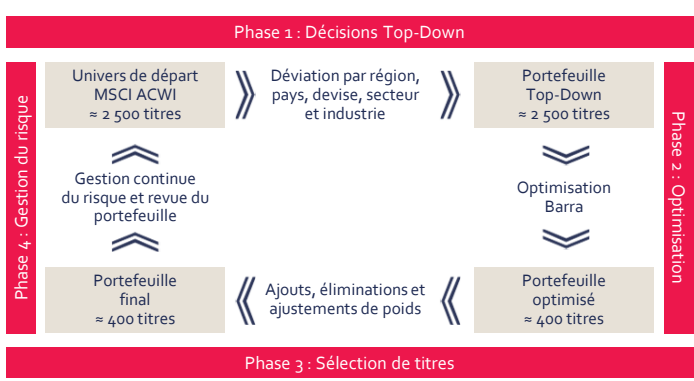 Phase 1 : Décisions Top-Down
Univers de départ
MSCI ACWI
≈ 2 500 titres
Déviation par région,
pays, devise, secteur
et industrie
Portefeuille
Top-Down
≈ 2 500 titres
Phase 2 : Optimisation
Optimisation
Barra
Portefeuille
optimisé
≈ 400 titres
Phase 3 : Sélection de titres
Ajouts, éliminations et
ajustements de poids
Portefeuille
final
≈ 400 titres
Phase 4 : Gestion du risque
Gestion continue
du risque et revue du
portefeuille